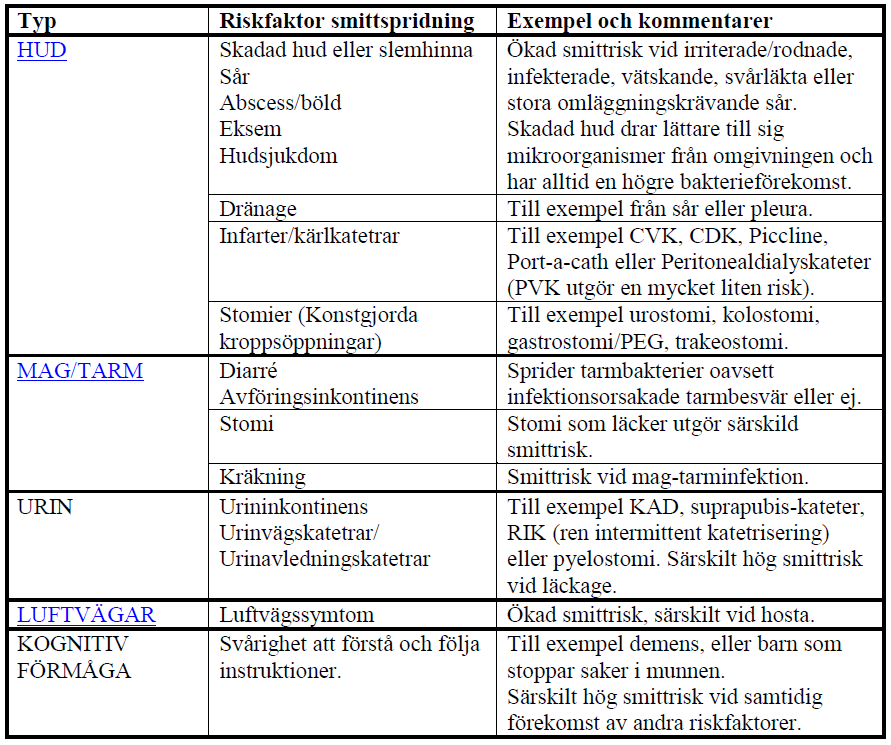 Typ Riskfaktor smittspridning Exempel och kommentarer
HUD Skadad hud eller slemhinna Ökad smittrisk vid irriterade/rodnade,
Sår infekterade, vätskande, svårläkta eller
Abscess/böld stora omläggningskrävande sår.
Eksem Skadad hud drar lättare till sig
Hudsjukdom mikroorganismer från omgivningen och
har alltid en högre bakterieförekomst.
Dränage Till exempel från sår eller pleura.
Infarter/kärlkatetrar Till exempel CVK, CDK, Piccline,
Port-a-cath eller Peritonealdialyskateter
(PVK utgör en mycket liten risk).
Stomier (Konstgjorda Till exempel urostomi, kolostomi,
kroppsöppningar) gastrostomi/PEG, trakeostomi.
MAG/TARM Diarré Sprider tarmbakterier oavsett
Avföringsinkontinens infektionsorsakade tarmbesvär eller ej.
Stomi Stomi som läcker utgör särskild
smittrisk.
Kräkning Smittrisk vid mag-tarminfektion.
URIN Urininkontinens Till exempel KAD, suprapubis-kateter,
Urinvägskatetrar/ RIK (ren intermittent katetrisering)
Urinavledningskatetrar eller pyelostomi. Särskilt hög smittrisk
vid läckage.
LUFTVÄGAR Luftvägssymtom Ökad smittrisk, särskilt vid hosta.
KOGNITIV Svårighet att förstå och följa Till exempel demens, eller barn som
FÖRMÅGA instruktioner. stoppar saker i munnen.
Särskilt hög smittrisk vid samtidig
förekomst av andra riskfaktorer.